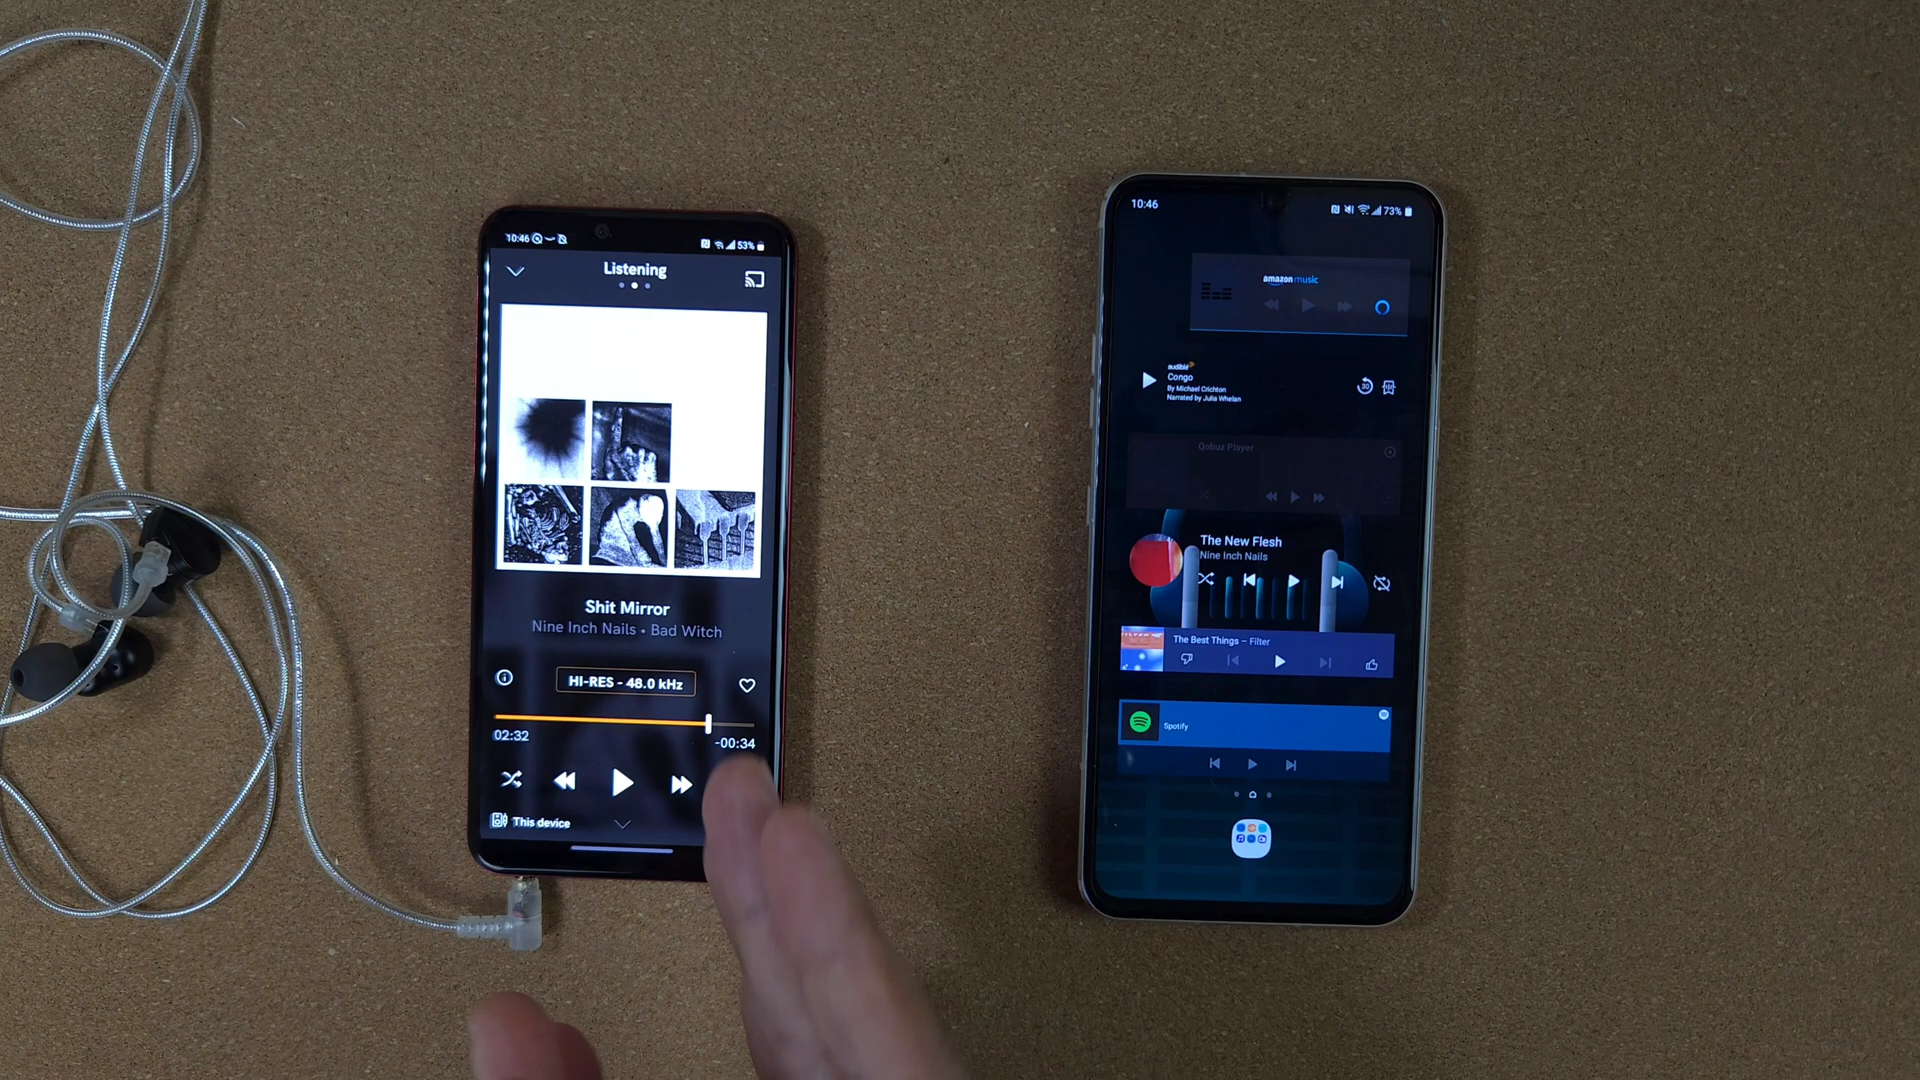 10:46
53%
Listening
Shit Mirror
Nine Inch Nails • Bad Witch
HI-RES - 48.0 kHz
02:32
-00:34
This device
10:46
73%
amazon music
audible
Congo
By Michael Crichton
Narrated by Julia Whelan
30
Qobuz Player
The New Flesh
Nine Inch Nails
The Best Things – Filter
Spotify